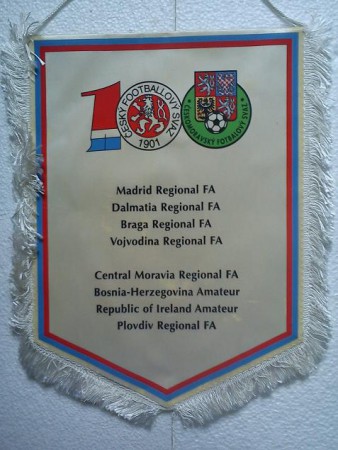 100
ČESKÝ FOOTBALLOVÝ SVAZ
1901
ČESKOMORAVSKÝ FOTBALOVÝ SVAZ
Madrid Regional FA
Dalmatia Regional FA
Braga Regional FA
Vojvodina Regional FA
Central Moravia Regional FA
Bosnia-Herzegovina Amateur
Republic of Ireland Amateur
Plovdiv Regional FA